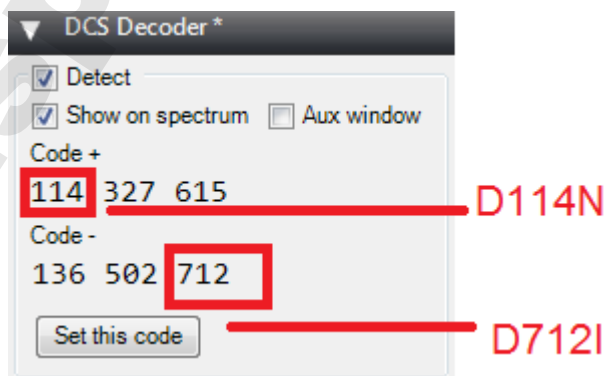 DCS Decoder *
Detect
Show on spectrum Aux window
Code +
114 327 615
D114N
Code -
136 502 712
Set this code
D712I